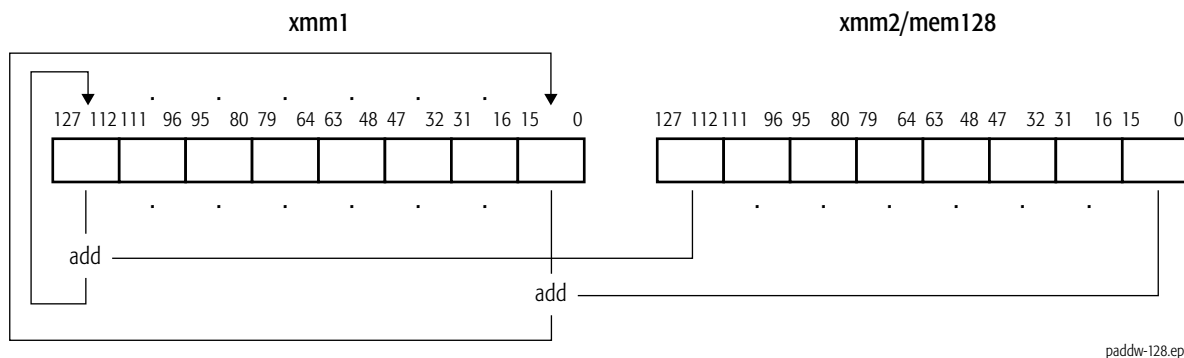 xmm1 xmm2/mem128
. . . . . .
127 112 111 96 95 80 79 64 63 48 47 32 31 16 15 0 127 112 111 96 95 80 79 64 63 48 47 32 31 16 15 0
. . . . . . . . . . . .
add
add
paddw-128.ep